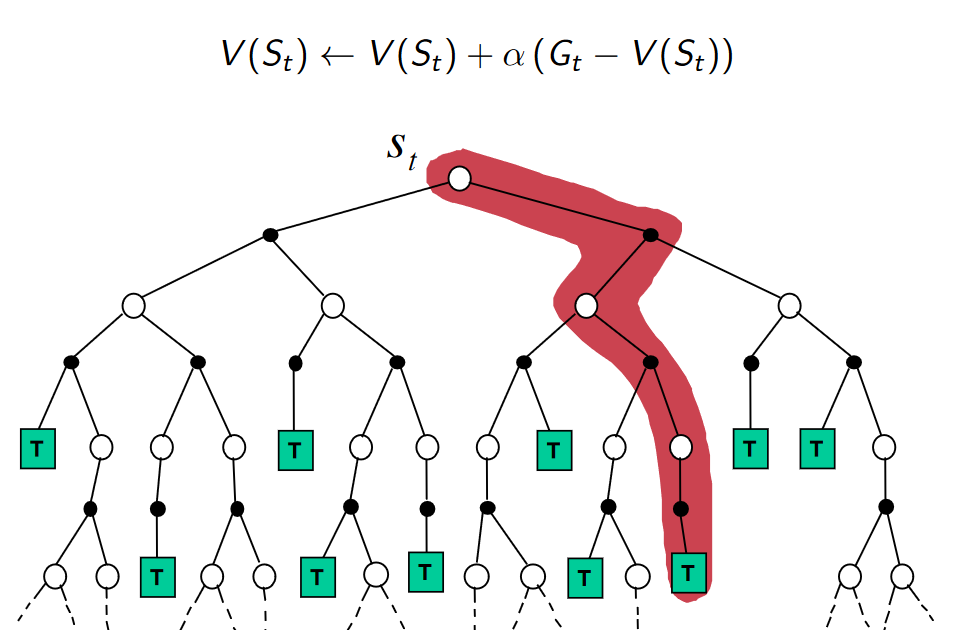 V(S_t) ← V(S_t) + α (G_t − V(S_t))
s_t
T T T T T
T T T T T